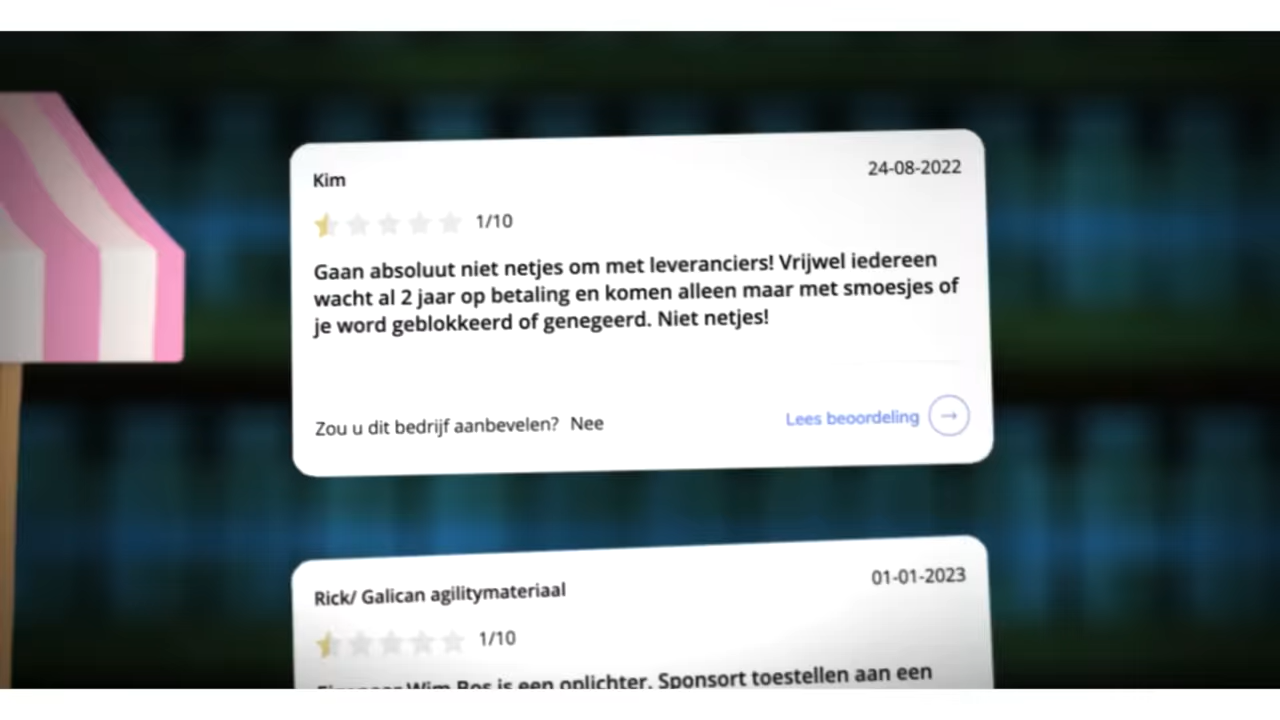 Kim
24-08-2022
1/10
Gaan absoluut niet netjes om met leveranciers! Vrijwel iedereen
wacht al 2 jaar op betaling en komen alleen maar met smoesjes of
je word geblokkeerd of genegeerd. Niet netjes!
Zou u dit bedrijf aanbevelen? Nee
Lees beoordeling
Rick/ Galican agilitymateriaal
01-01-2023
1/10
Eigenaar Wim Bos is een oplichter. Sponsort toestellen aan een